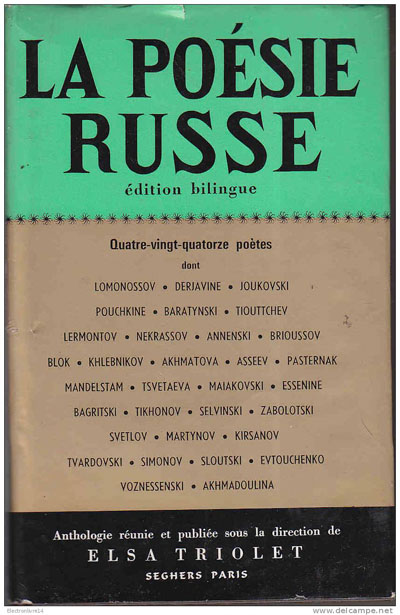 LA POÉSIE
RUSSE
édition bilingue
Quatre-vingt-quatorze poètes
dont
LOMONOSSOV • DERJAVINE • JOUKOVSKI
POUCHKINE • BARATYNSKI • TIOUTTCHEV
LERMONTOV • NEKRASSOV • ANNENSKI • BRIOUSSOV
BLOK • KHLEBNIKOV • AKHMATOVA • ASSEEV • PASTERNAK
MANDELSTAM • TSVETAEVA • MAIAKOVSKI • ESSENINE
BAGRITSKI • TIKHONOV • SELVINSKI • ZABOLOTSKI
SVETLOV • MARTYNOV • KIRSANOV
TVARDOVSKI • SIMONOV • SLOUTSKI • EVTOUCHENKO
VOZNESSENSKI • AKHMADOULINA
Anthologie réunie et publiée sous la direction de
ELSA TRIOLET
SEGHERS PARIS
www.delcampe.net